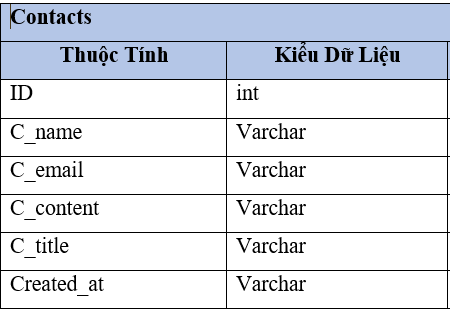 Contacts
Thuộc Tính Kiểu Dữ Liệu
ID int
C_name Varchar
C_email Varchar
C_content Varchar
C_title Varchar
Created_at Varchar